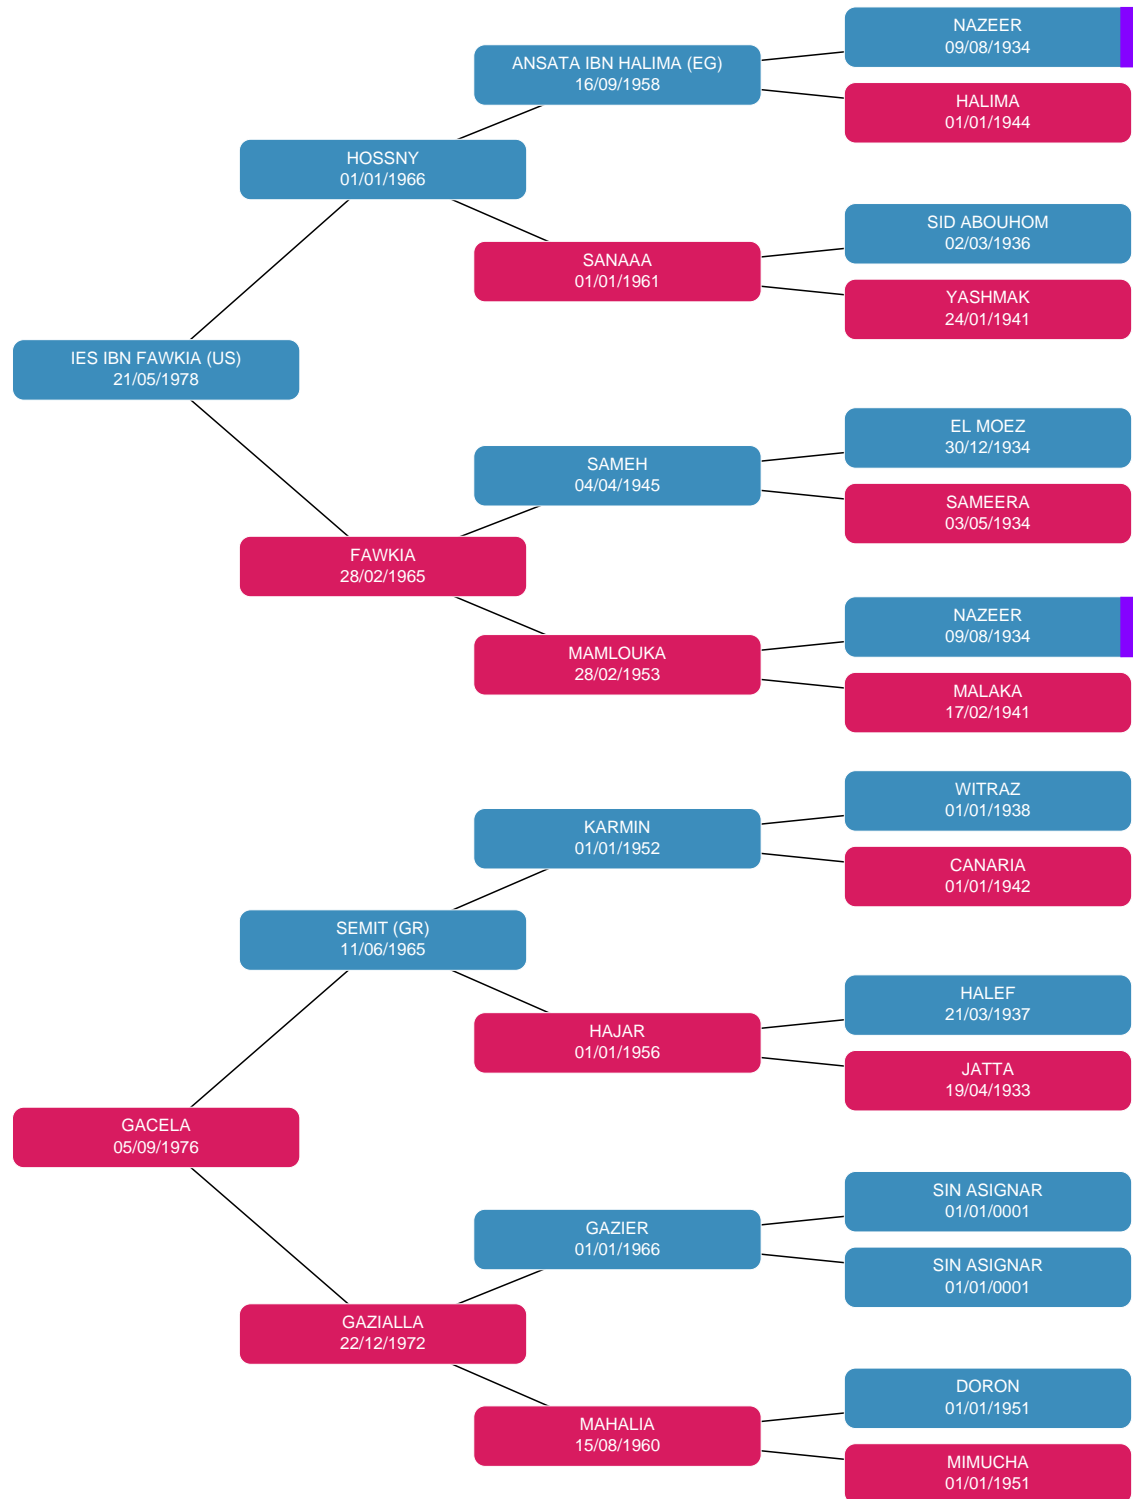 NAZEER
09/08/1934
ANSATA IBN HALIMA (EG)
16/09/1958
HALIMA
01/01/1944
HOSSNY
01/01/1966
SID ABOUHOM
02/03/1936
SANAAA
01/01/1961
YASHMAK
24/01/1941
IES IBN FAWKIA (US)
21/05/1978
EL MOEZ
30/12/1934
SAMEH
04/04/1945
SAMEERA
03/05/1934
FAWKIA
28/02/1965
NAZEER
09/08/1934
MAMLOUKA
28/02/1953
MALAKA
17/02/1941
WITRAZ
01/01/1938
KARMIN
01/01/1952
CANARIA
01/01/1942
SEMIT (GR)
11/06/1965
HALEF
21/03/1937
HAJAR
01/01/1956
JATTA
19/04/1933
GACELA
05/09/1976
SIN ASIGNAR
01/01/0001
GAZIER
01/01/1966
SIN ASIGNAR
01/01/0001
GAZIALLA
22/12/1972
DORON
01/01/1951
MAHALIA
15/08/1960
MIMUCHA
01/01/1951